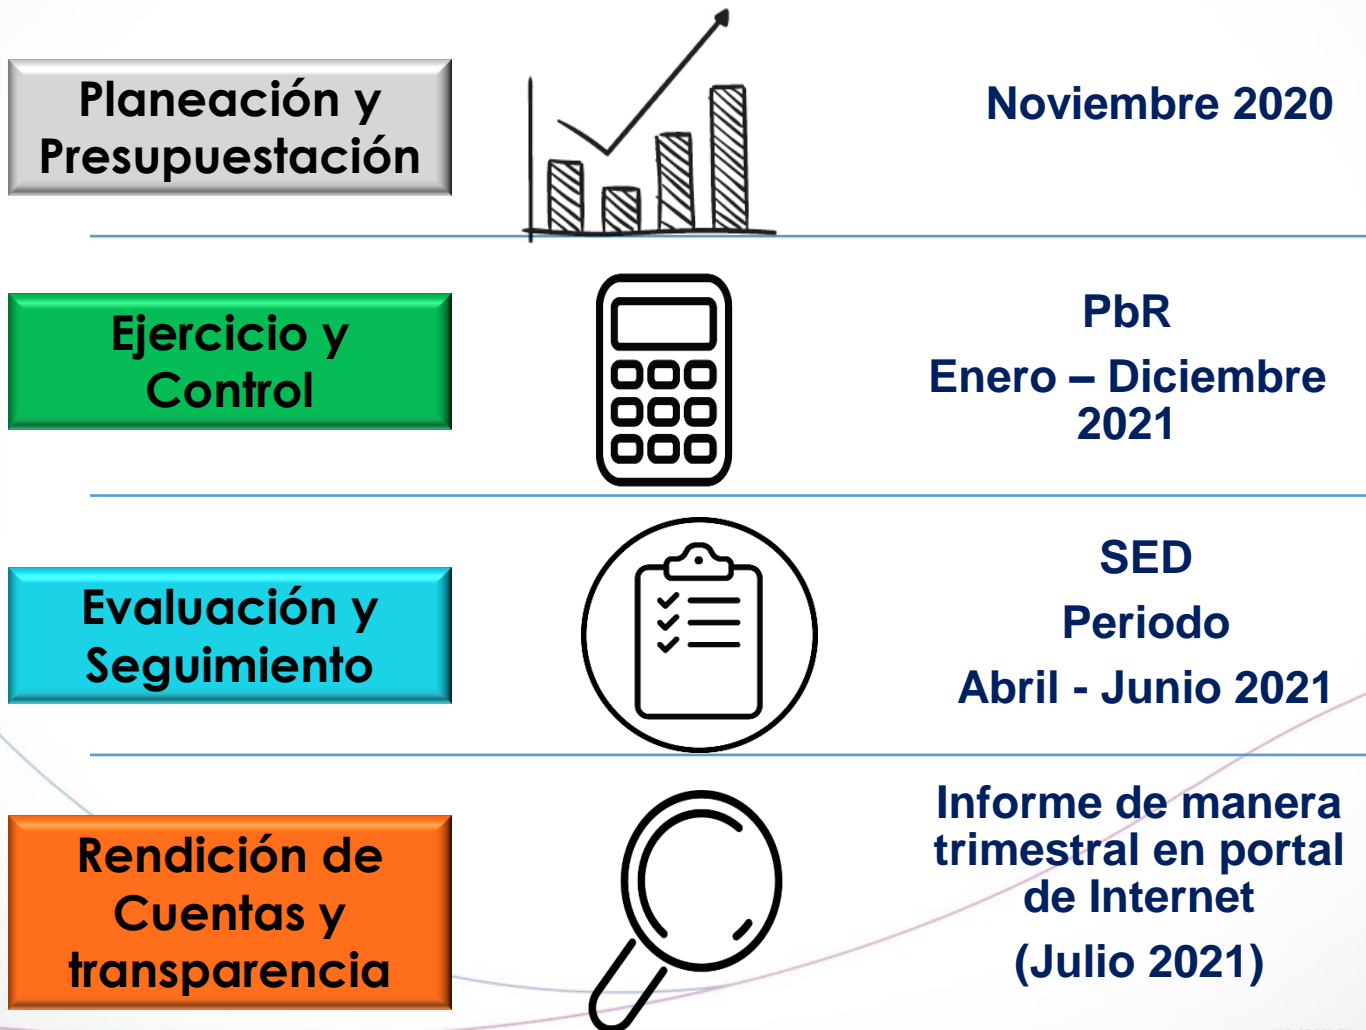 Planeación y
Presupuestación
Noviembre 2020
Ejercicio y
Control
PbR
Enero – Diciembre
2021
Evaluación y
Seguimiento
SED
Periodo
Abril - Junio 2021
Rendición de
Cuentas y
transparencia
Informe de manera
trimestral en portal
de Internet
(Julio 2021)